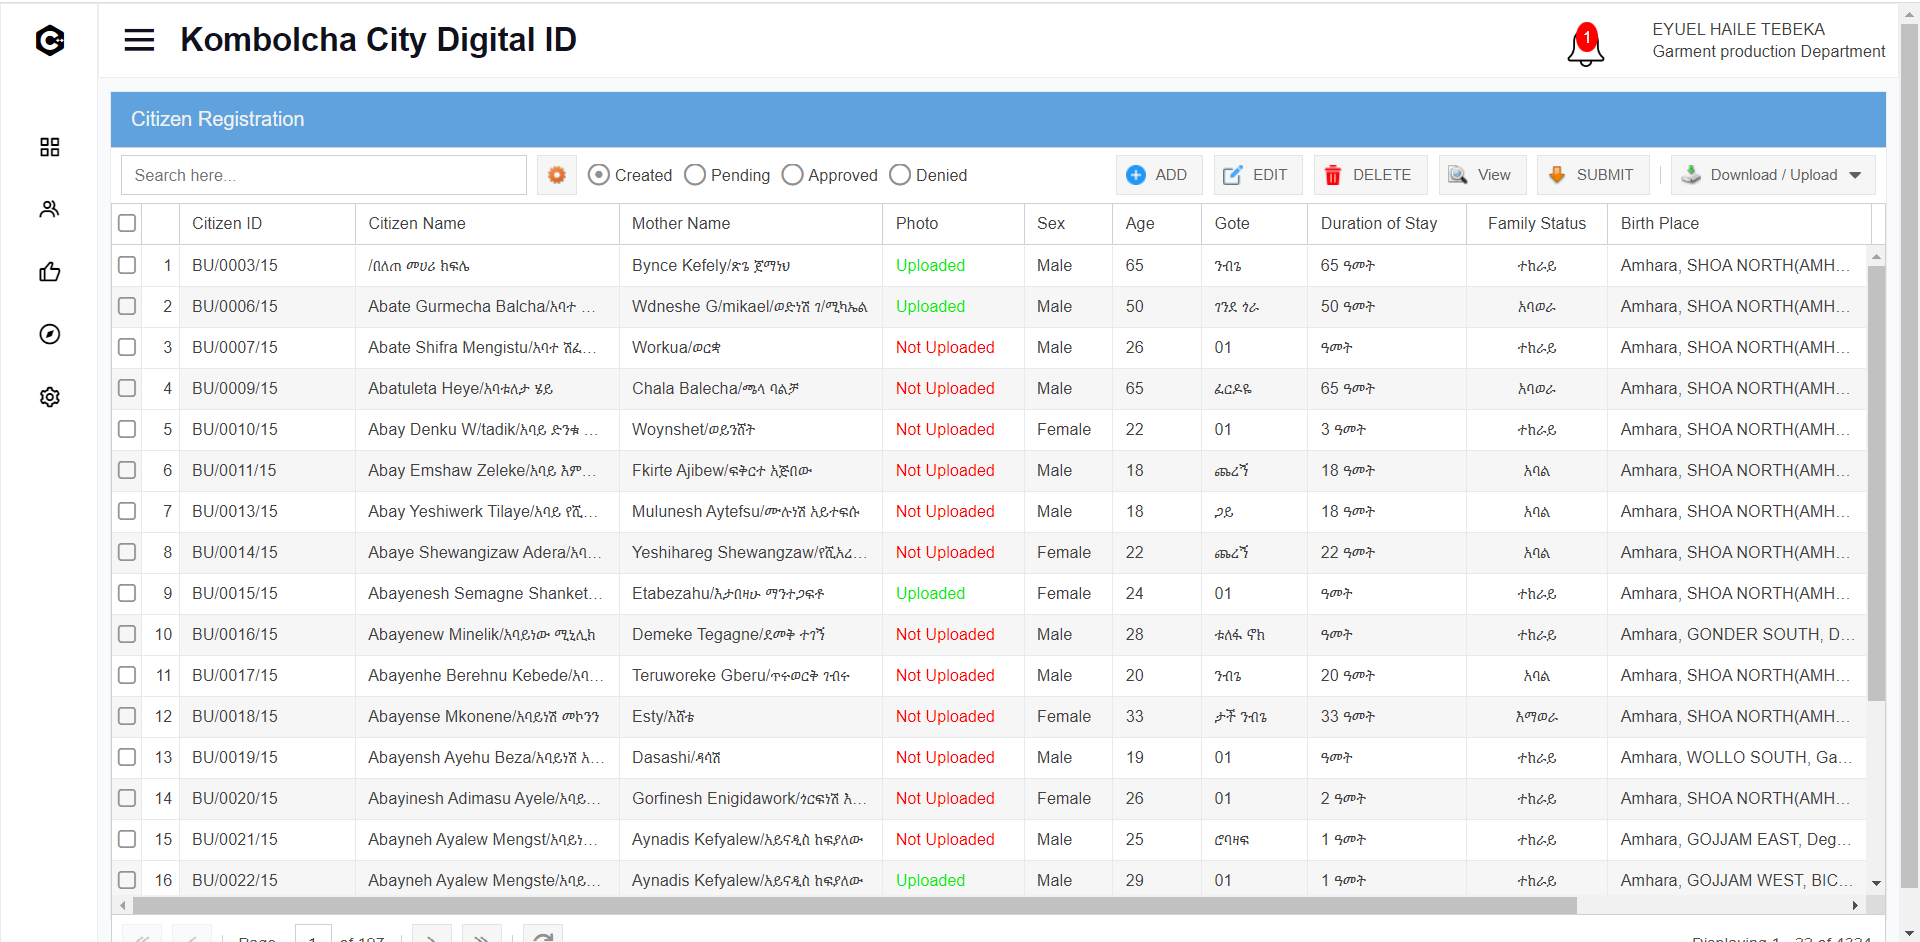 Kombolcha City Digital ID
1
EYUEL HAILE TEBEKA
Garment production Department
Citizen Registration
Search here... Created Pending Approved Denied ADD EDIT DELETE View SUBMIT Download / Upload
Citizen ID Citizen Name Mother Name Photo Sex Age Gote Duration of Stay Family Status Birth Place
1 BU/0003/15 /በለጠ መሀሪ ክፍሌ Bynce Kefely/ጽጌ ጀማነህ Uploaded Male 65 ንብጌ 65 ዓመት ተከራይ Amhara, SHOA NORTH(AMH...
2 BU/0006/15 Abate Gurmecha Balcha/አባተ ... Wdneshe G/mikael/ወድነሽ ገ/ሚካኤል Uploaded Male 50 ገንደ ጎራ 50 ዓመት አባወራ Amhara, SHOA NORTH(AMH...
3 BU/0007/15 Abate Shifra Mengistu/አባተ ሽፈ... Workua/ወርቋ Not Uploaded Male 26 01 ዓመት ተከራይ Amhara, SHOA NORTH(AMH...
4 BU/0009/15 Abatuleta Heye/አባቱለታ ሄይ Chala Balecha/ጫላ ባልቻ Not Uploaded Male 65 ፈርዶዬ 65 ዓመት አባወራ Amhara, SHOA NORTH(AMH...
5 BU/0010/15 Abay Denku W/tadik/አባይ ድንቁ ... Woynshet/ወይንሸት Not Uploaded Female 22 01 3 ዓመት ተከራይ Amhara, SHOA NORTH(AMH...
6 BU/0011/15 Abay Emshaw Zeleke/አባይ እም... Fkirte Ajibew/ፍቅርተ እጅበው Not Uploaded Male 18 ጨረኝ 18 ዓመት አባል Amhara, SHOA NORTH(AMH...
7 BU/0013/15 Abay Yeshiwerk Tilaye/አባይ የሺ... Mulunesh Aytefsu/ሙሉነሽ አይተፍሱ Not Uploaded Male 18 ጋይ 18 ዓመት አባል Amhara, SHOA NORTH(AMH...
8 BU/0014/15 Abaye Shewangizaw Adera/አባ... Yeshihareg Shewangzaw/የሺአረ... Not Uploaded Female 22 ጨረኝ 22 ዓመት አባል Amhara, SHOA NORTH(AMH...
9 BU/0015/15 Abayenesh Semagne Shanket... Etabezahu/እታበዛሁ ማንተጋፍቶ Uploaded Female 24 01 ዓመት ተከራይ Amhara, SHOA NORTH(AMH...
10 BU/0016/15 Abayenew Minelik/አባይነው ሚኒሊክ Demeke Tegagne/ደመቅ ተገኝ Not Uploaded Male 28 ቱለፋ ኖክ ዓመት ተከራይ Amhara, GONDER SOUTH, D...
11 BU/0017/15 Abayenhe Berehnu Kebede/አባ... Teruworeke Gberu/ጥሩወርቅ ገብሩ Not Uploaded Male 20 ንብጌ 20 ዓመት አባል Amhara, SHOA NORTH(AMH...
12 BU/0018/15 Abayense Mkonene/አባይነሽ መኮንን Esty/እሸቴ Not Uploaded Female 33 ታች ንብጌ 33 ዓመት እማወራ Amhara, SHOA NORTH(AMH...
13 BU/0019/15 Abayensh Ayehu Beza/አባይነሽ አ... Dasashi/ዳሳሽ Not Uploaded Male 19 01 ዓመት ተከራይ Amhara, WOLLO SOUTH, Ga...
14 BU/0020/15 Abayinesh Adimasu Ayele/አባይ... Gorfinesh Enigidawork/ጎርፍነሽ እ... Not Uploaded Female 26 01 2 ዓመት ተከራይ Amhara, SHOA NORTH(AMH...
15 BU/0021/15 Abayneh Ayalew Mengst/አባይነ... Aynadis Kefyalew/አይናዲስ ከፍያለው Not Uploaded Male 25 ሮባዛፍ 1 ዓመት ተከራይ Amhara, GOJJAM EAST, Deg...
16 BU/0022/15 Abayneh Ayalew Mengste/አባይ... Aynadis Kefyalew/አይናዲስ ከፍያለው Uploaded Male 29 01 1 ዓመት ተከራይ Amhara, GOJJAM WEST, BIC...
Page 1 of 197